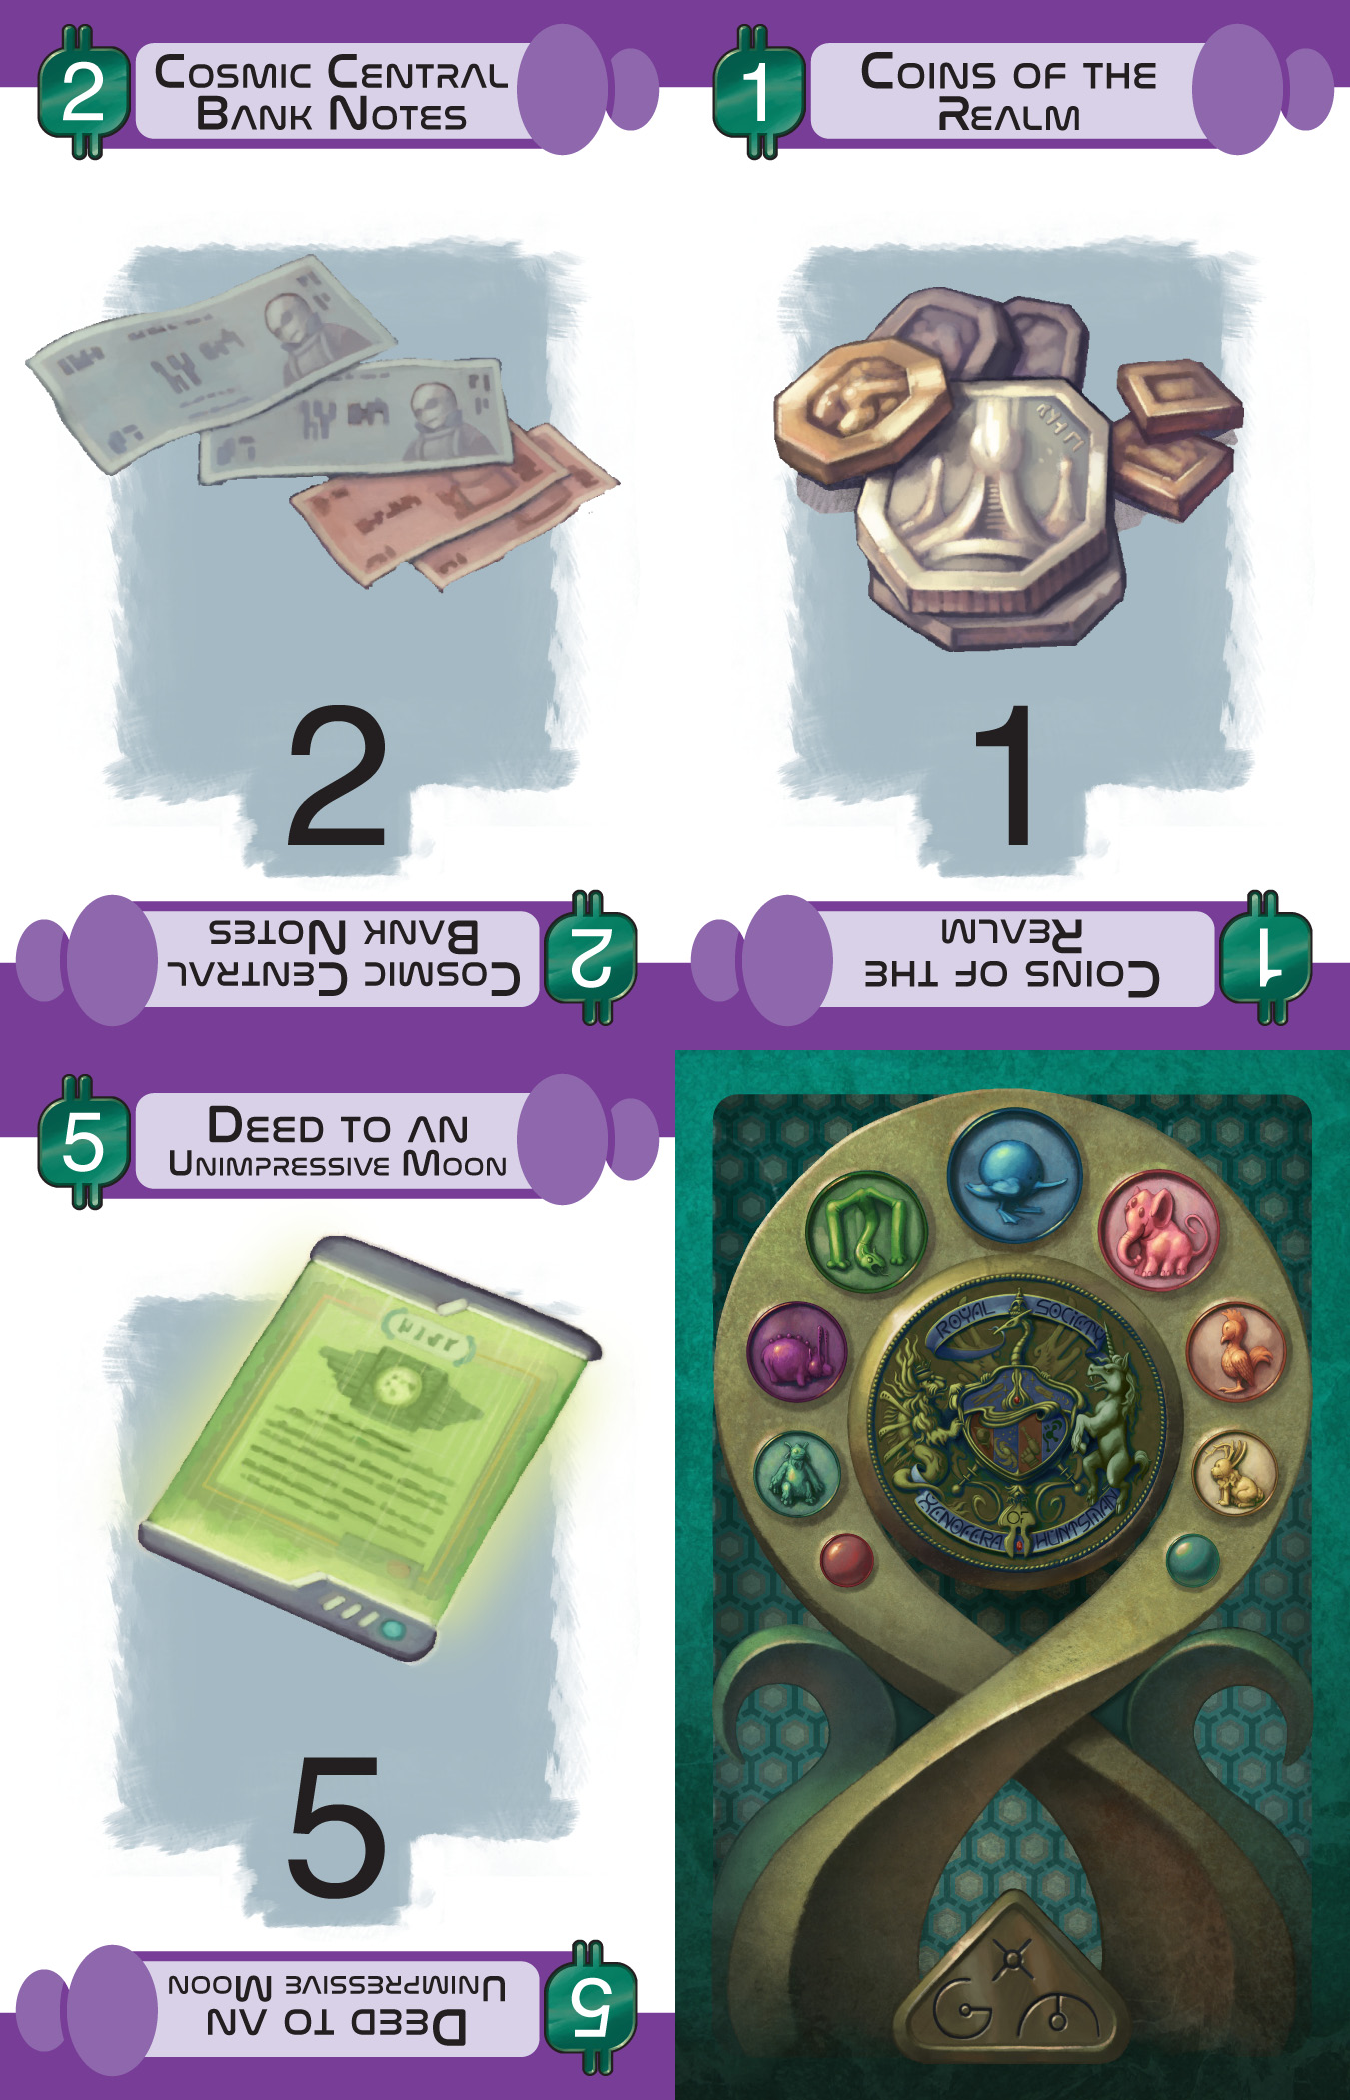 2
Cosmic Central
Bank Notes
2
Cosmic Central
Bank Notes
2
1
Coins of the
Realm
1
Coins of the
Realm
1
5
Deed to an
Unimpressive Moon
5
Deed to an
Unimpressive Moon
5
ROYAL SOCIETY
OF
XENOFERA HUNTSMAN